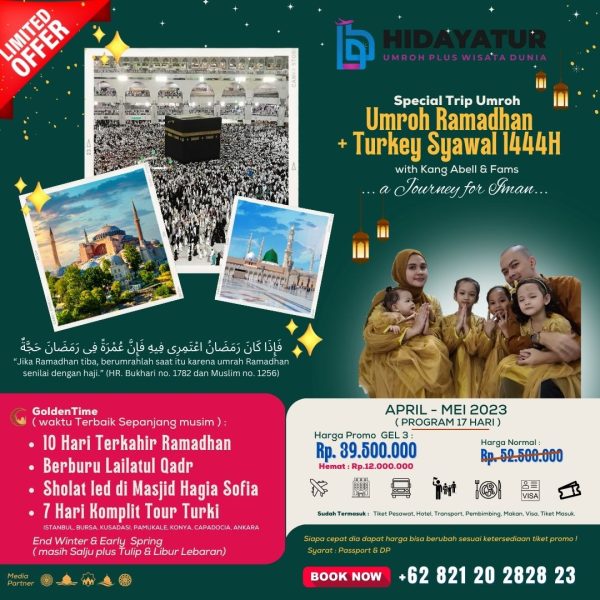 LIMITED
OFFER
HIDAYATUR
UMROH PLUS WISATA DUNIA
Special Trip Umroh
Umroh Ramadhan
+ Turkey Syawal 1444H
with Kang Abell & Fams
... a Journey for Iman...
فَإِذَا كَانَ رَمَضَانُ اعْتَمِرِى فِيهِ فَإِنَّ عُمْرَةً فِى رَمَضَانَ حَجَّةٌ
"Jika Ramadhan tiba, berumrahlah saat itu karena umrah Ramadhan
senilai dengan haji." (HR. Bukhari no. 1782 dan Muslim no. 1256)
GoldenTime
( waktu Terbaik Sepanjang musim ) :
• 10 Hari Terkahir Ramadhan
• Berburu Lailatul Qadr
• Sholat Ied di Masjid Hagia Sofia
• 7 Hari Komplit Tour Turki
ISTANBUL, BURSA, KUSADASI, PAMUKALE, KONYA, CAPADOCIA, ANKARA
End Winter & Early Spring
( masih Salju plus Tulip & Libur Lebaran)
APRIL - MEI 2023
( PROGRAM 17 HARI )
Harga Promo GEL 3 :
Rp. 39.500.000
Hemat : Rp.12.000.000
Harga Normal :
Rp. 52.500.000
VISA
Sudah Termasuk : Tiket Pesawat, Hotel, Transport, Pembimbing, Makan, Visa, Tiket Masuk.
Siapa cepat dia dapat harga bisa berubah sesuai ketersediaan tiket promo !
Syarat : Passport & DP
Media
Partner
BOOK NOW
+62 821 20 2828 23